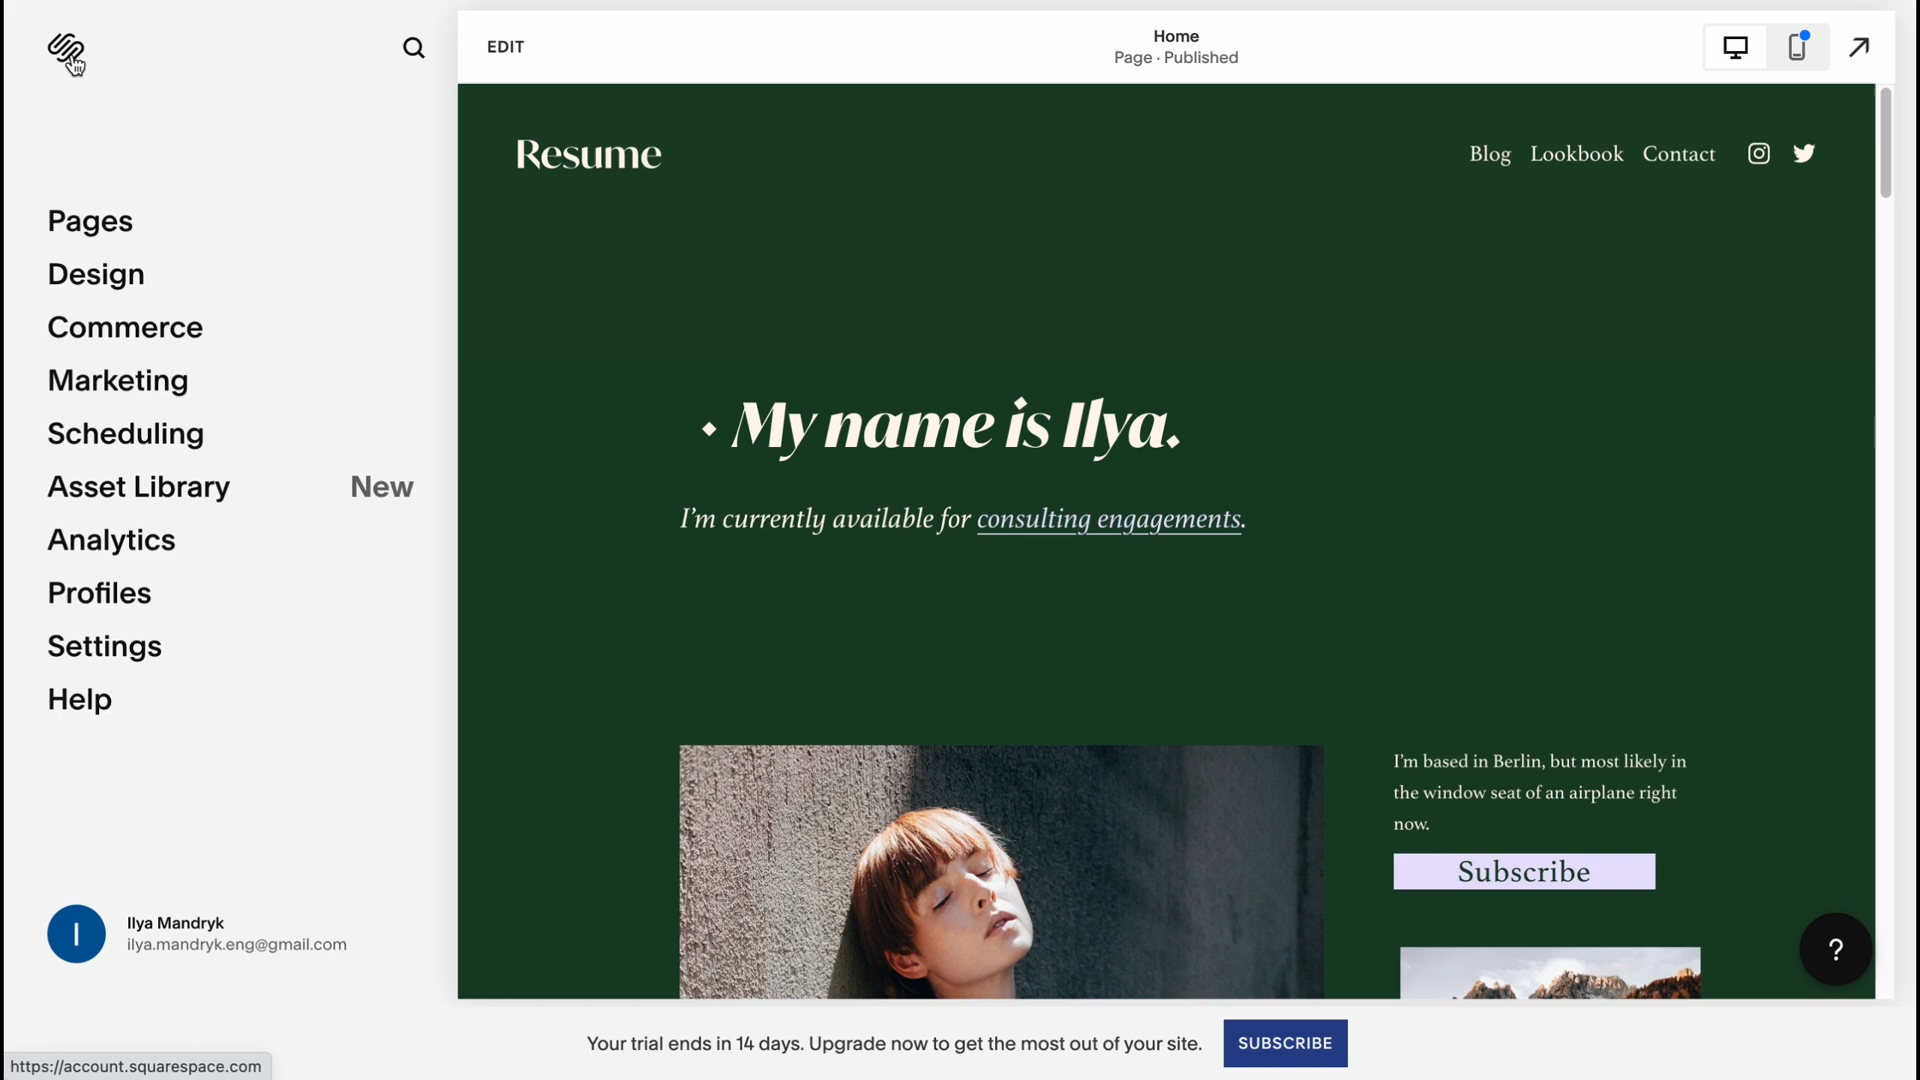 EDIT
Home
Page · Published
Resume
Blog Lookbook Contact
Pages
Design
Commerce
Marketing
Scheduling
Asset Library New
Analytics
Profiles
Settings
Help
My name is Ilya.
I'm currently available for consulting engagements.
I'm based in Berlin, but most likely in
the window seat of an airplane right
now.
Subscribe
I
Ilya Mandryk
ilya.mandryk.eng@gmail.com
?
Your trial ends in 14 days. Upgrade now to get the most out of your site.
SUBSCRIBE
https://account.squarespace.com